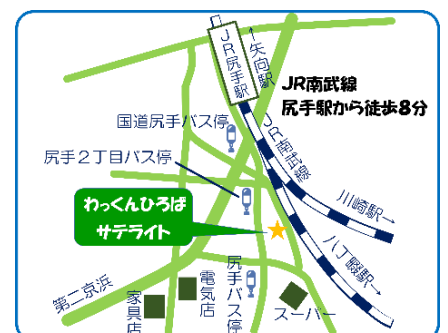 JR尻手駅
↑矢向駅
JR南武線
尻手駅から徒歩8分
国道尻手バス停
JR南武線
尻手2丁目バス停
川崎駅→
わっくんひろば
サテライト
八丁畷駅→
第二京浜
家具店
電気店
尻手バス停
スーパー